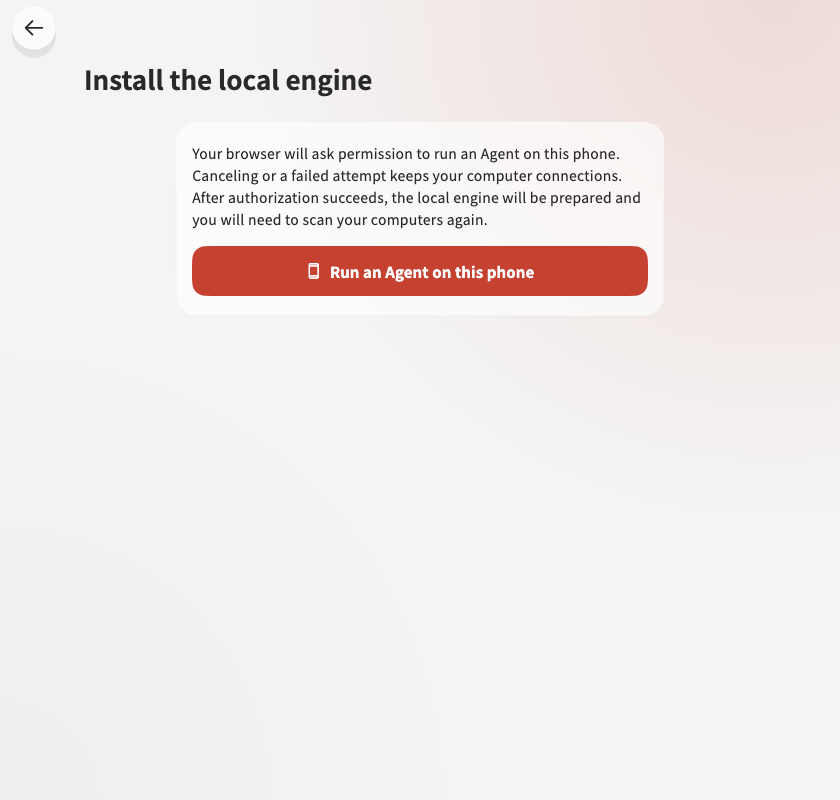 Install the local engine
Your browser will ask permission to run an Agent on this phone.
Canceling or a failed attempt keeps your computer connections.
After authorization succeeds, the local engine will be prepared and
you will need to scan your computers again.
Run an Agent on this phone